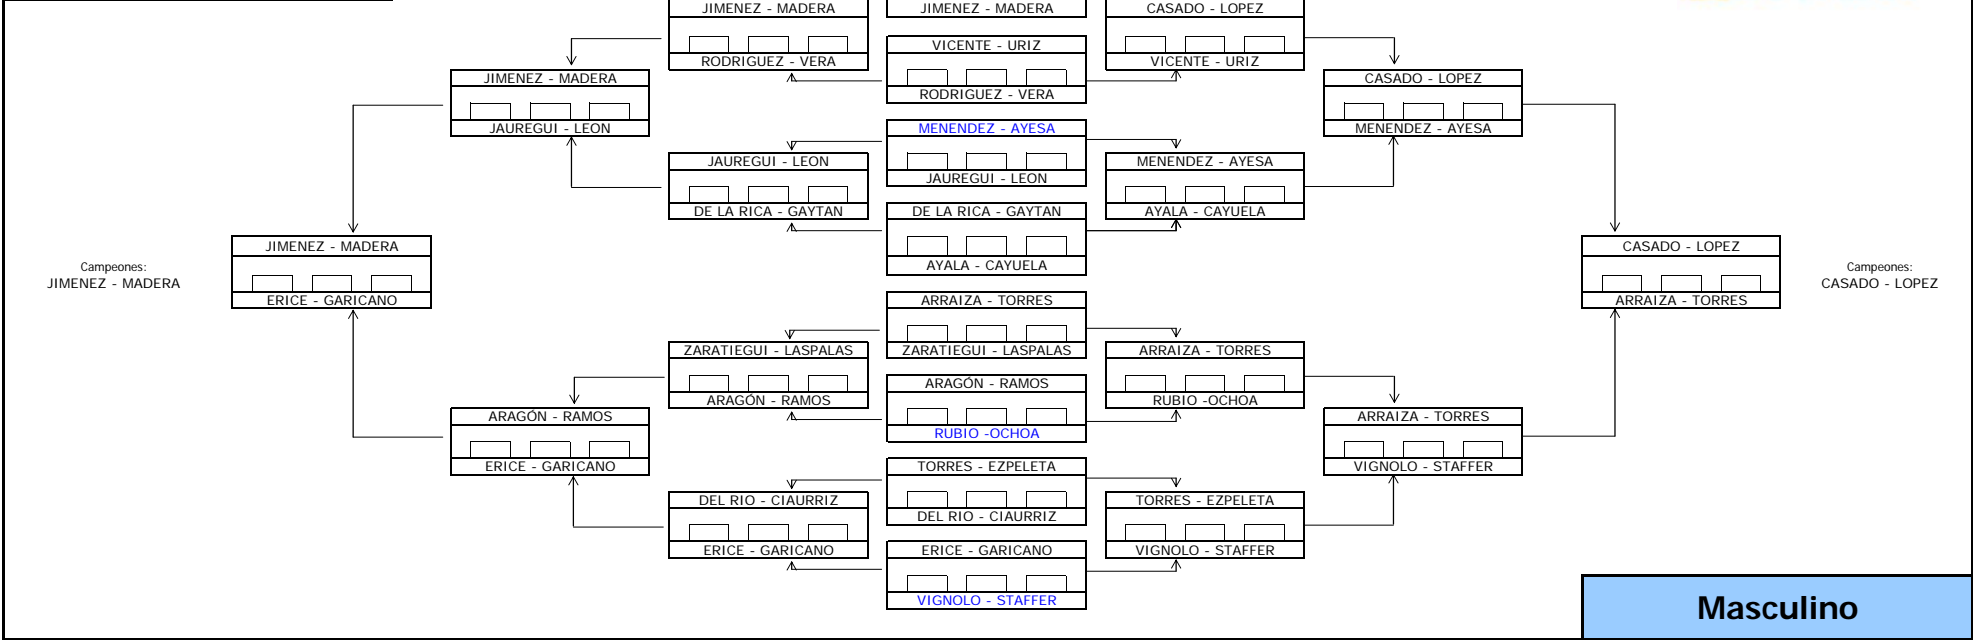 JIMENEZ - MADERA
JIMENEZ - MADERA
CASADO - LOPEZ
VICENTE - URIZ
RODRIGUEZ - VERA
VICENTE - URIZ
JIMENEZ - MADERA
CASADO - LOPEZ
RODRIGUEZ - VERA
JAUREGUI - LEON
MENENDEZ - AYESA
MENENDEZ - AYESA
JAUREGUI - LEON
MENENDEZ - AYESA
JAUREGUI - LEON
DE LA RICA - GAYTAN
DE LA RICA - GAYTAN
AYALA - CAYUELA
JIMENEZ - MADERA
CASADO - LOPEZ
Campeones:
AYALA - CAYUELA
Campeones:
JIMENEZ - MADERA
CASADO - LOPEZ
ERICE - GARICANO
ARRAIZA - TORRES
ARRAIZA - TORRES
ZARATIEGUI - LASPALAS
ZARATIEGUI - LASPALAS
ARRAIZA - TORRES
ARAGÓN - RAMOS
ARAGÓN - RAMOS
RUBIO -OCHOA
ARAGÓN - RAMOS
ARRAIZA - TORRES
RUBIO -OCHOA
ERICE - GARICANO
TORRES - EZPELETA
VIGNOLO - STAFFER
DEL RIO - CIAURRIZ
TORRES - EZPELETA
DEL RIO - CIAURRIZ
ERICE - GARICANO
ERICE - GARICANO
VIGNOLO - STAFFER
VIGNOLO - STAFFER
Masculino